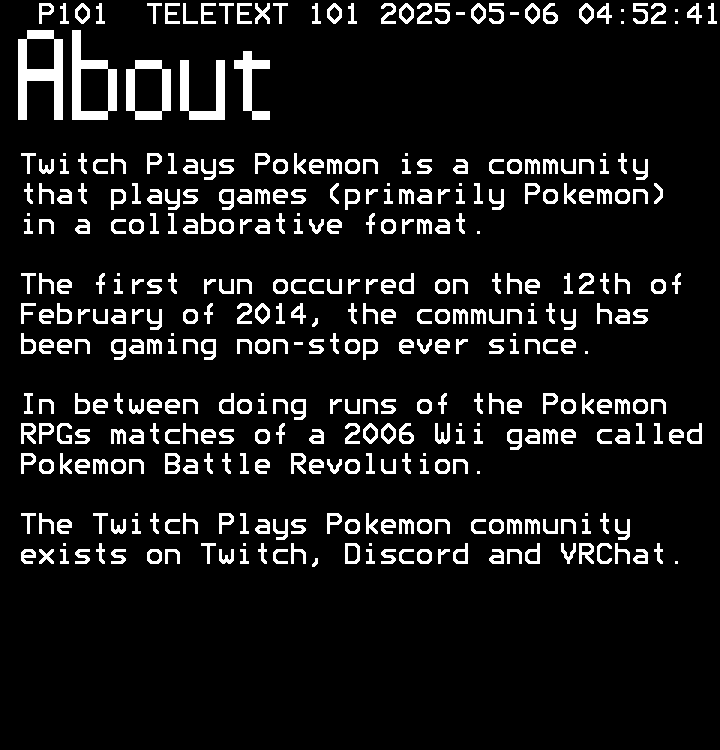 P101 TELETEXT 101 2025-05-06 04:52:41
About
Twitch Plays Pokemon is a community
that plays games (primarily Pokemon)
in a collaborative format.
The first run occurred on the 12th of
February of 2014, the community has
been gaming non-stop ever since.
In between doing runs of the Pokemon
RPGs matches of a 2006 Wii game called
Pokemon Battle Revolution.
The Twitch Plays Pokemon community
exists on Twitch, Discord and VRChat.